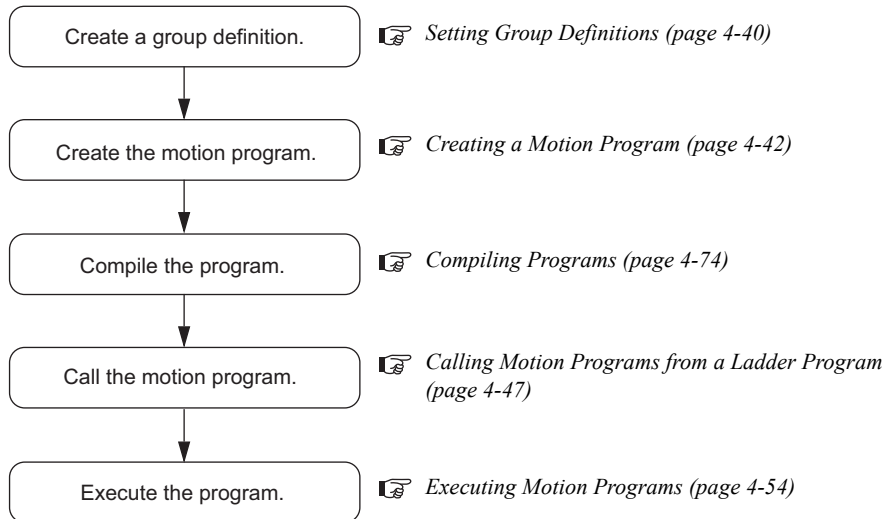 Create a group definition.
Setting Group Definitions (page 4-40)
Create the motion program.
Creating a Motion Program (page 4-42)
Compile the program.
Compiling Programs (page 4-74)
Call the motion program.
Calling Motion Programs from a Ladder Program
(page 4-47)
Execute the program.
Executing Motion Programs (page 4-54)